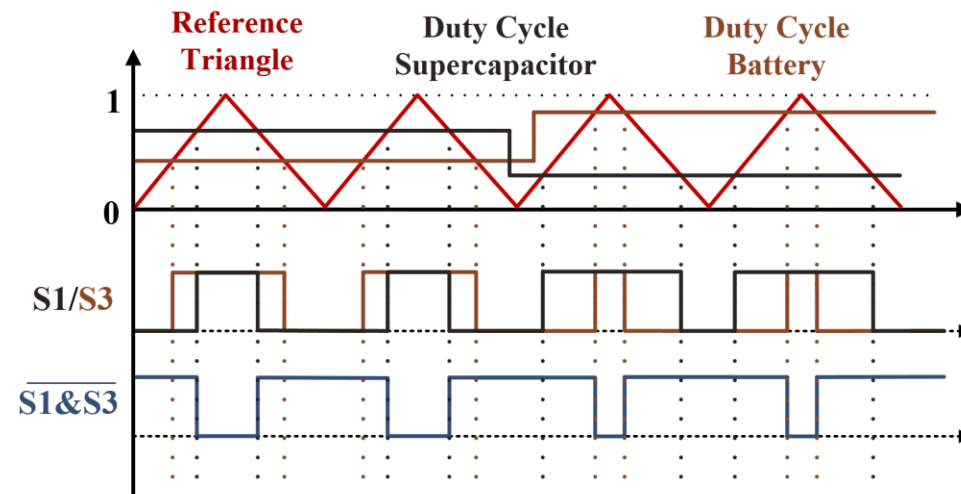 Reference
Triangle
Duty Cycle
Supercapacitor
Duty Cycle
Battery
1
0
S1/S3
S1&S3